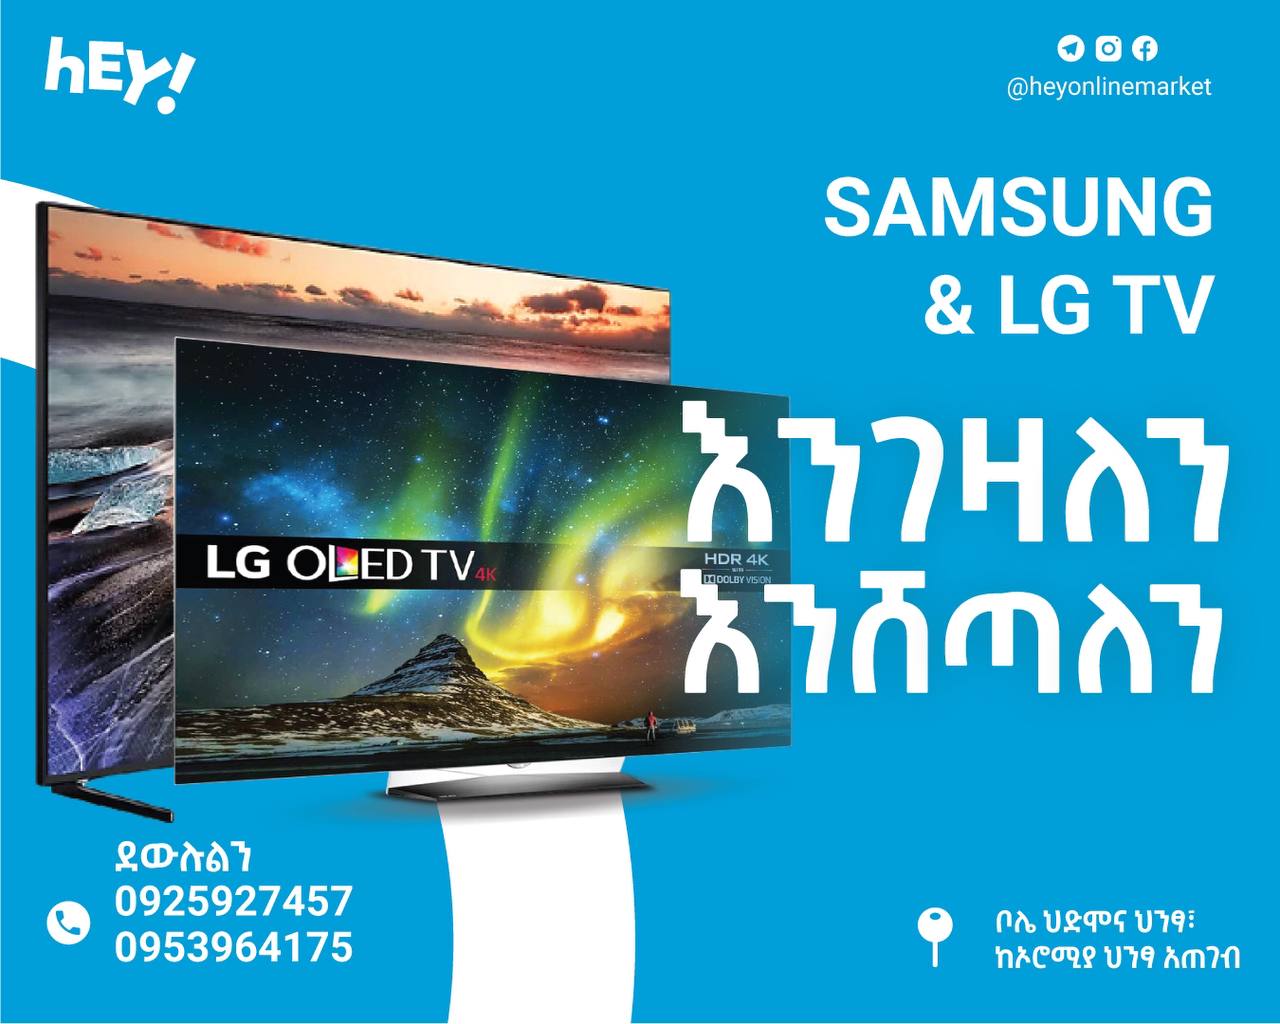 hEY!
@heyonlinemarket
SAMSUNG
& LG TV
እንገዛለን
እንሸጣለን
LG OLED TV 4K
HDR 4K
WITH
DOLBY VISION
ደውሉልን
0925927457
0953964175
ቦሌ ህድሞና ህንፃ፣
ከኦሮሚያ ህንፃ አጠገብ